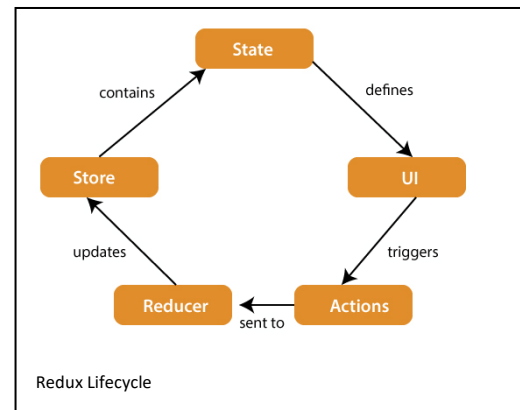 State
contains
defines
Store
UI
updates
triggers
Reducer
Actions
sent to
Redux Lifecycle